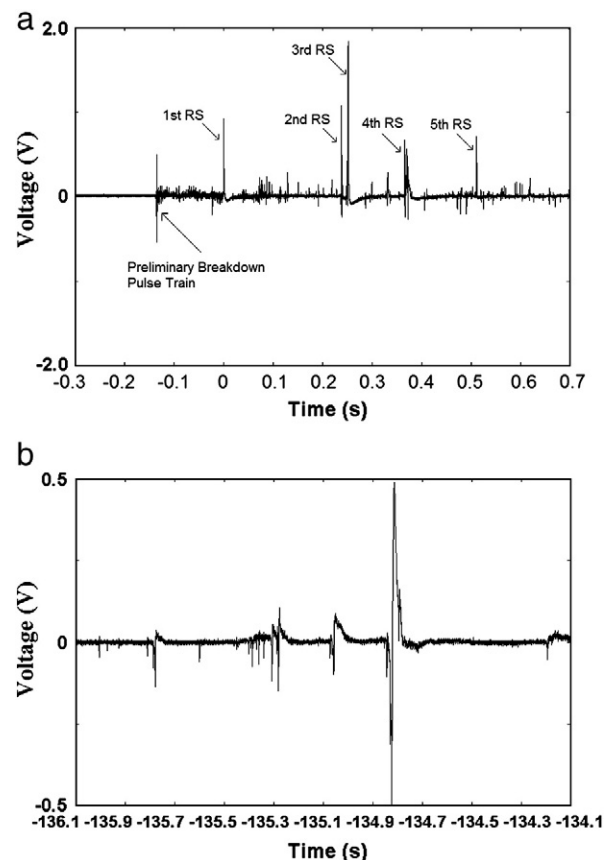 a
2.0
3rd RS
1st RS
2nd RS
4th RS
5th RS
Voltage (V)
0
Preliminary Breakdown
Pulse Train
-2.0
-0.3 -0.2 -0.1 0 0.1 0.2 0.3 0.4 0.5 0.6 0.7
Time (s)
b
0.5
Voltage (V)
0
-0.5
-136.1 -135.9 -135.7 -135.5 -135.3 -135.1 -134.9 -134.7 -134.5 -134.3 -134.1
Time (s)